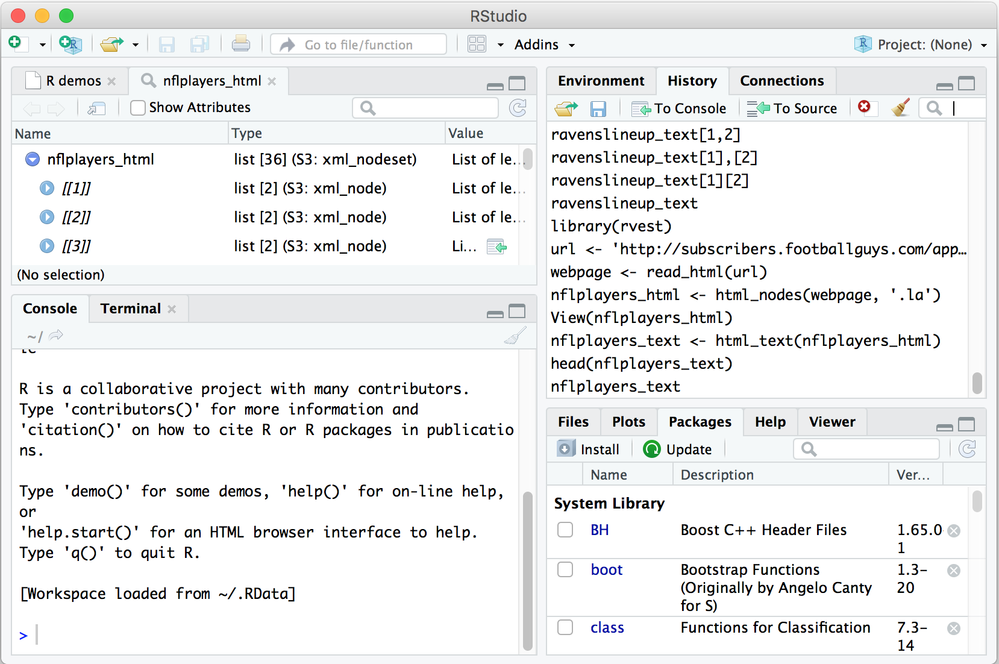 RStudio
Go to file/function
Addins
Project: (None)
R demos
nflplayers_html
Show Attributes
Name Type Value
nflplayers_html list [36] (S3: xml_nodeset) List of le…
[[1]] list [2] (S3: xml_node) List of le…
[[2]] list [2] (S3: xml_node) List of le…
[[3]] list [2] (S3: xml_node) Li…
(No selection)
Console Terminal
~/
R is a collaborative project with many contributors.
Type 'contributors()' for more information and
'citation()' on how to cite R or R packages in publicatio
ns.
Type 'demo()' for some demos, 'help()' for on-line help,
or
'help.start()' for an HTML browser interface to help.
Type 'q()' to quit R.
[Workspace loaded from ~/.RData]
>
Environment History Connections
To Console To Source
ravenslineup_text[1,2]
ravenslineup_text[1],[2]
ravenslineup_text[1][2]
ravenslineup_text
library(rvest)
url <- 'http://subscribers.footballguys.com/app…
webpage <- read_html(url)
nflplayers_html <- html_nodes(webpage, '.la')
View(nflplayers_html)
nflplayers_text <- html_text(nflplayers_html)
head(nflplayers_text)
nflplayers_text
Files Plots Packages Help Viewer
Install Update
Name Description Ver…
System Library
BH Boost C++ Header Files 1.65.0-
1
boot Bootstrap Functions 1.3-
(Originally by Angelo Canty 20
for S)
class Functions for Classification 7.3-
14